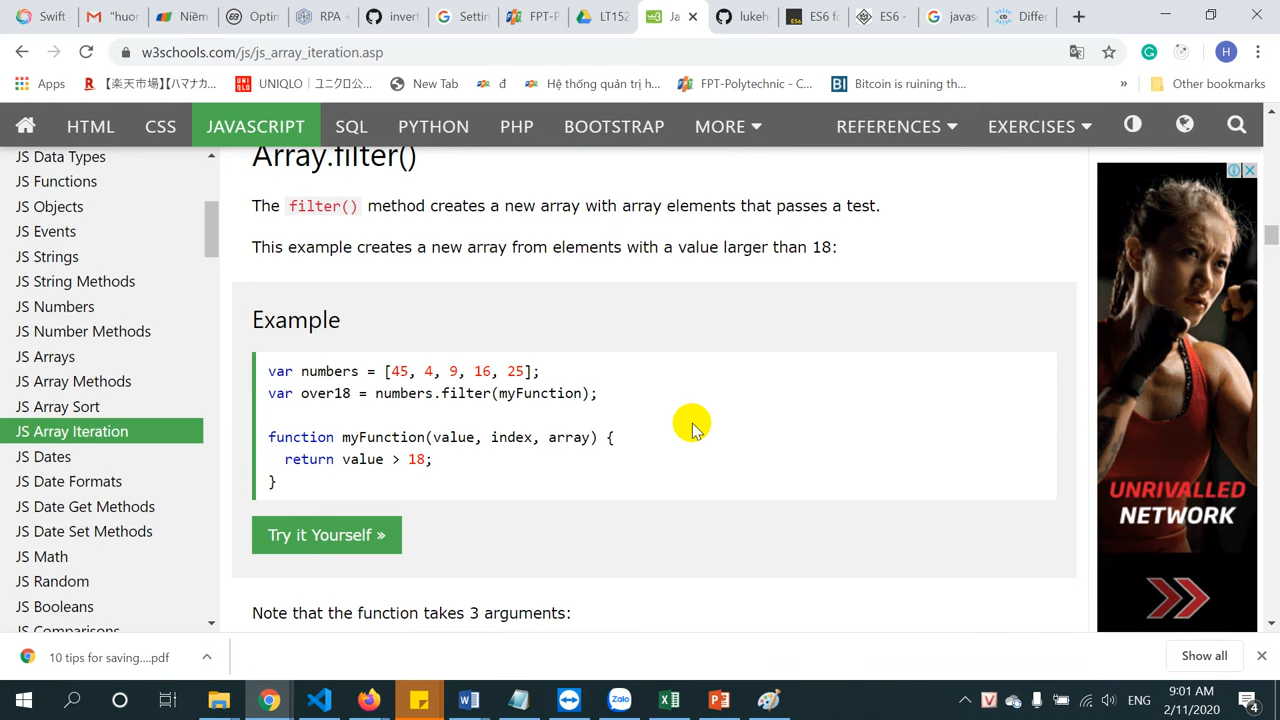 Swift
"huor
Niềm
Optin
RPA -
invert
Settin
FPT-P
LT152
Ja
lukeh
ES6 fo
ES6 -
javas
Differ
w3schools.com/js/js_array_iteration.asp
H
Apps
【楽天市場】【ハマナカ...
UNIQLO｜ユニクロ公...
New Tab
đ
Hệ thống quản trị h...
FPT-Polytechnic - C...
BI
Bitcoin is ruining th...
»
Other bookmarks
HTML
CSS
JAVASCRIPT
SQL
PYTHON
PHP
BOOTSTRAP
MORE
REFERENCES
EXERCISES
JS Data Types
JS Functions
JS Objects
JS Events
JS Strings
JS String Methods
JS Numbers
JS Number Methods
JS Arrays
JS Array Methods
JS Array Sort
JS Array Iteration
JS Dates
JS Date Formats
JS Date Get Methods
JS Date Set Methods
JS Math
JS Random
JS Booleans
JS Comparisons
Array.filter()
The filter() method creates a new array with array elements that passes a test.
This example creates a new array from elements with a value larger than 18:
Example
var numbers = [45, 4, 9, 16, 25];
var over18 = numbers.filter(myFunction);
function myFunction(value, index, array) {
return value > 18;
}
Try it Yourself »
Note that the function takes 3 arguments:
UNRIVALLED
NETWORK
10 tips for saving....pdf
Show all
Zalo
ENG
9:01 AM
2/11/2020
4